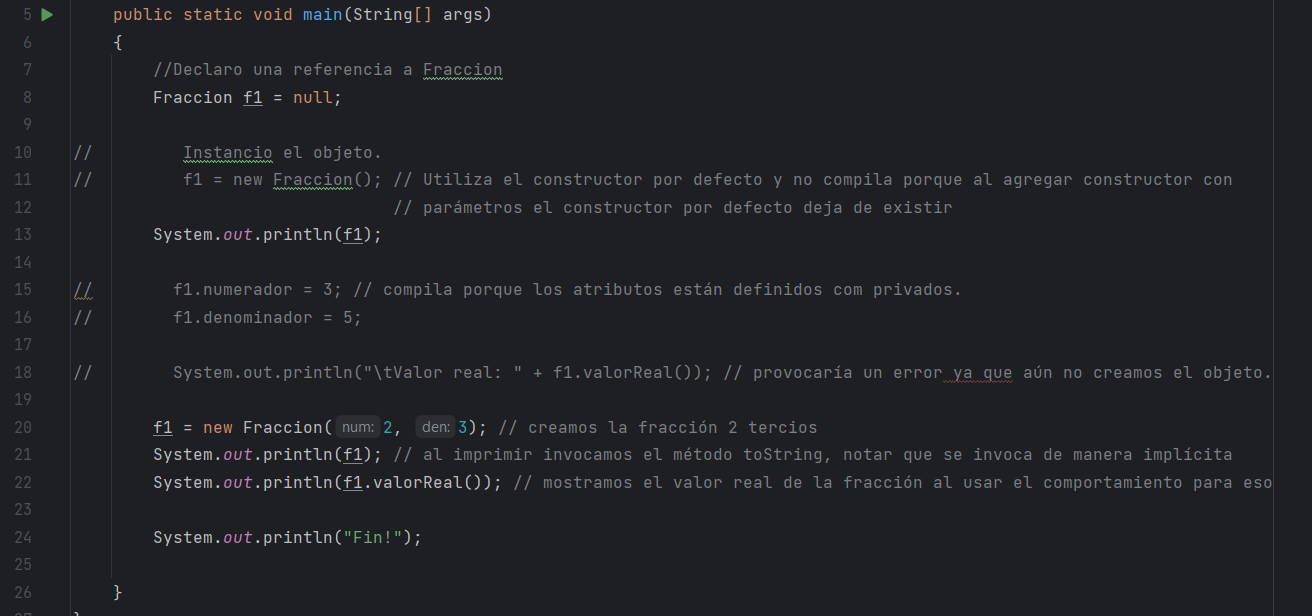 5 public static void main(String[] args)
6 {
7 //Declaro una referencia a Fraccion
8 Fraccion f1 = null;
9
10 // Instancio el objeto.
11 // f1 = new Fraccion(); // Utiliza el constructor por defecto y no compila porque al agregar constructor con
12 // parámetros el constructor por defecto deja de existir
13 System.out.println(f1);
14
15 // f1.numerador = 3; // compila porque los atributos están definidos com privados.
16 // f1.denominador = 5;
17
18 // System.out.println("\tValor real: " + f1.valorReal()); // provocaría un error ya que aún no creamos el objeto.
19
20 f1 = new Fraccion( num: 2, den: 3); // creamos la fracción 2 tercios
21 System.out.println(f1); // al imprimir invocamos el método toString, notar que se invoca de manera implícita
22 System.out.println(f1.valorReal()); // mostramos el valor real de la fracción al usar el comportamiento para eso
23
24 System.out.println("Fin!");
25
26 }